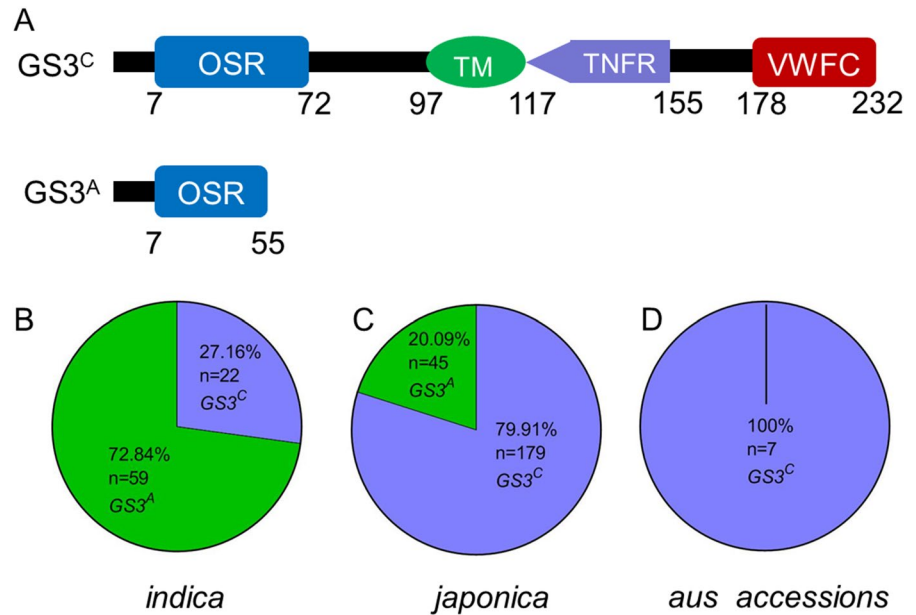 A
GS3ᶜ OSR TM TNFR VWFC
7 72 97 117 155 178 232
GS3ᴬ OSR
7 55
B
27.16%
n=22
GS3ᶜ
72.84%
n=59
GS3ᴬ
indica
C
20.09%
n=45
GS3ᴬ
79.91%
n=179
GS3ᶜ
japonica
D
100%
n=7
GS3ᶜ
aus accessions